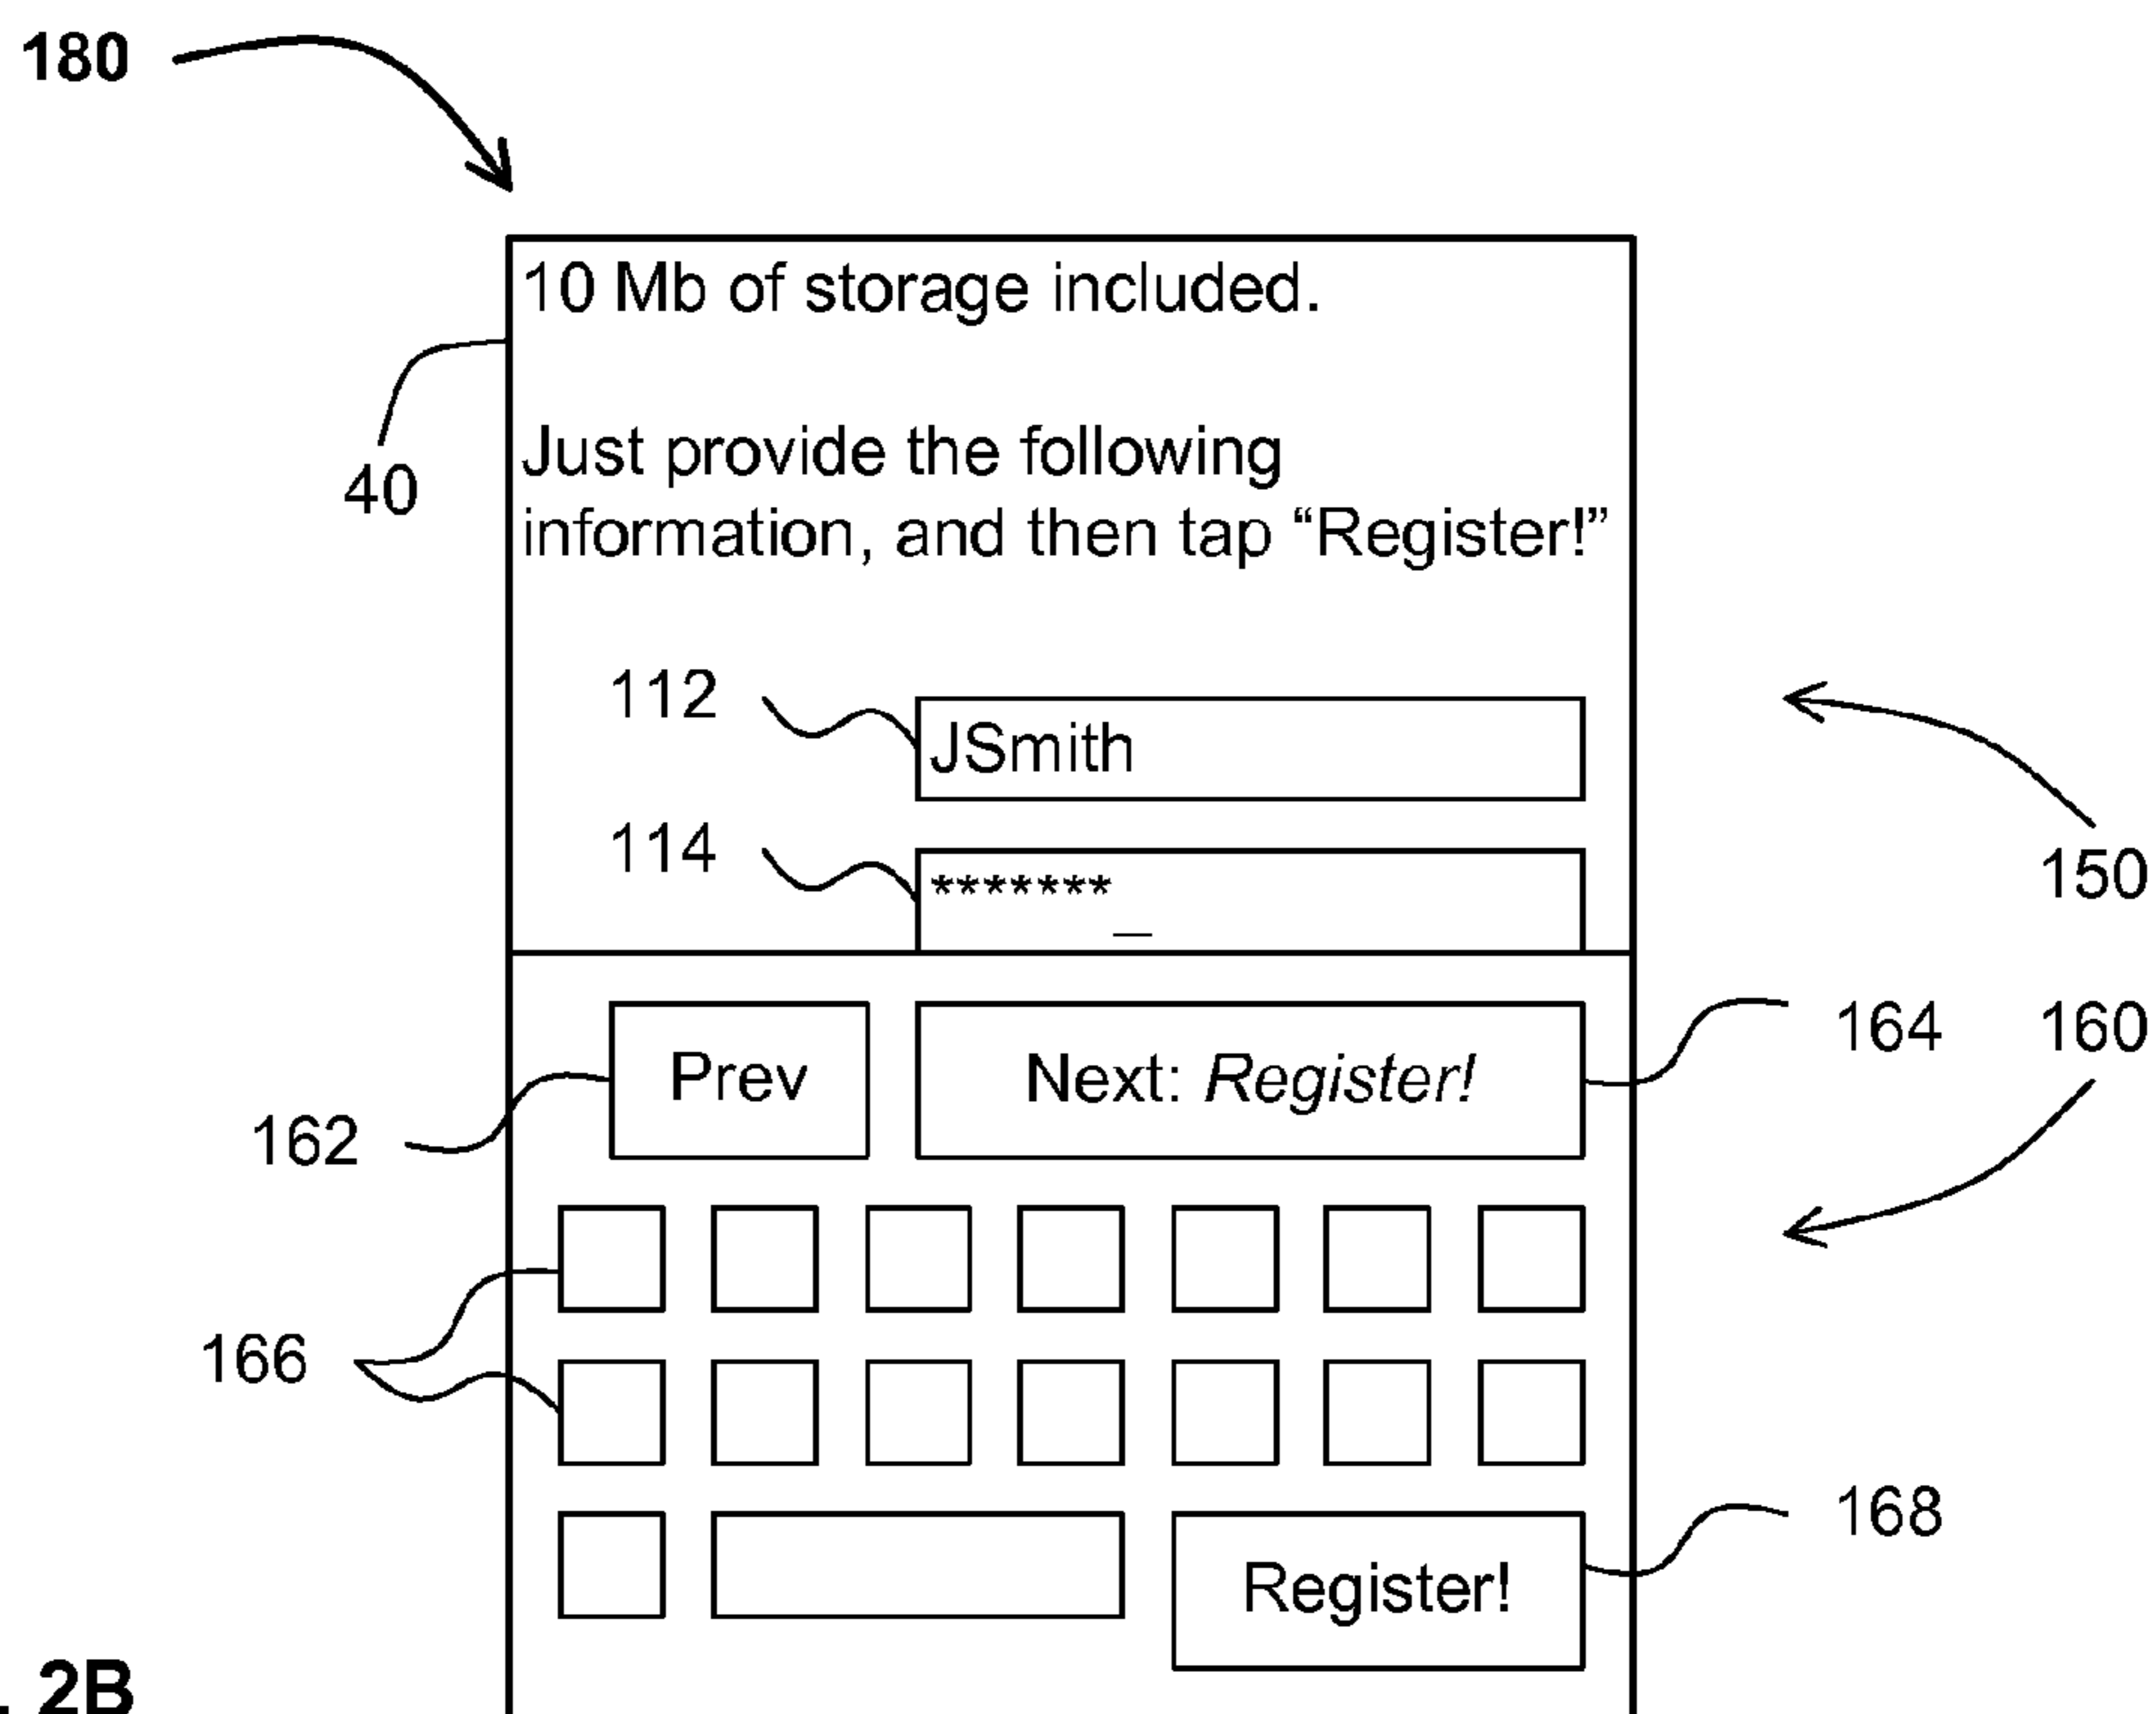 180
10 Mb of storage included.
40
Just provide the following
information, and then tap “Register!”
112
JSmith
114
*******_
150
Prev
Next: Register!
164
160
162
166
168
Register!
. 2B